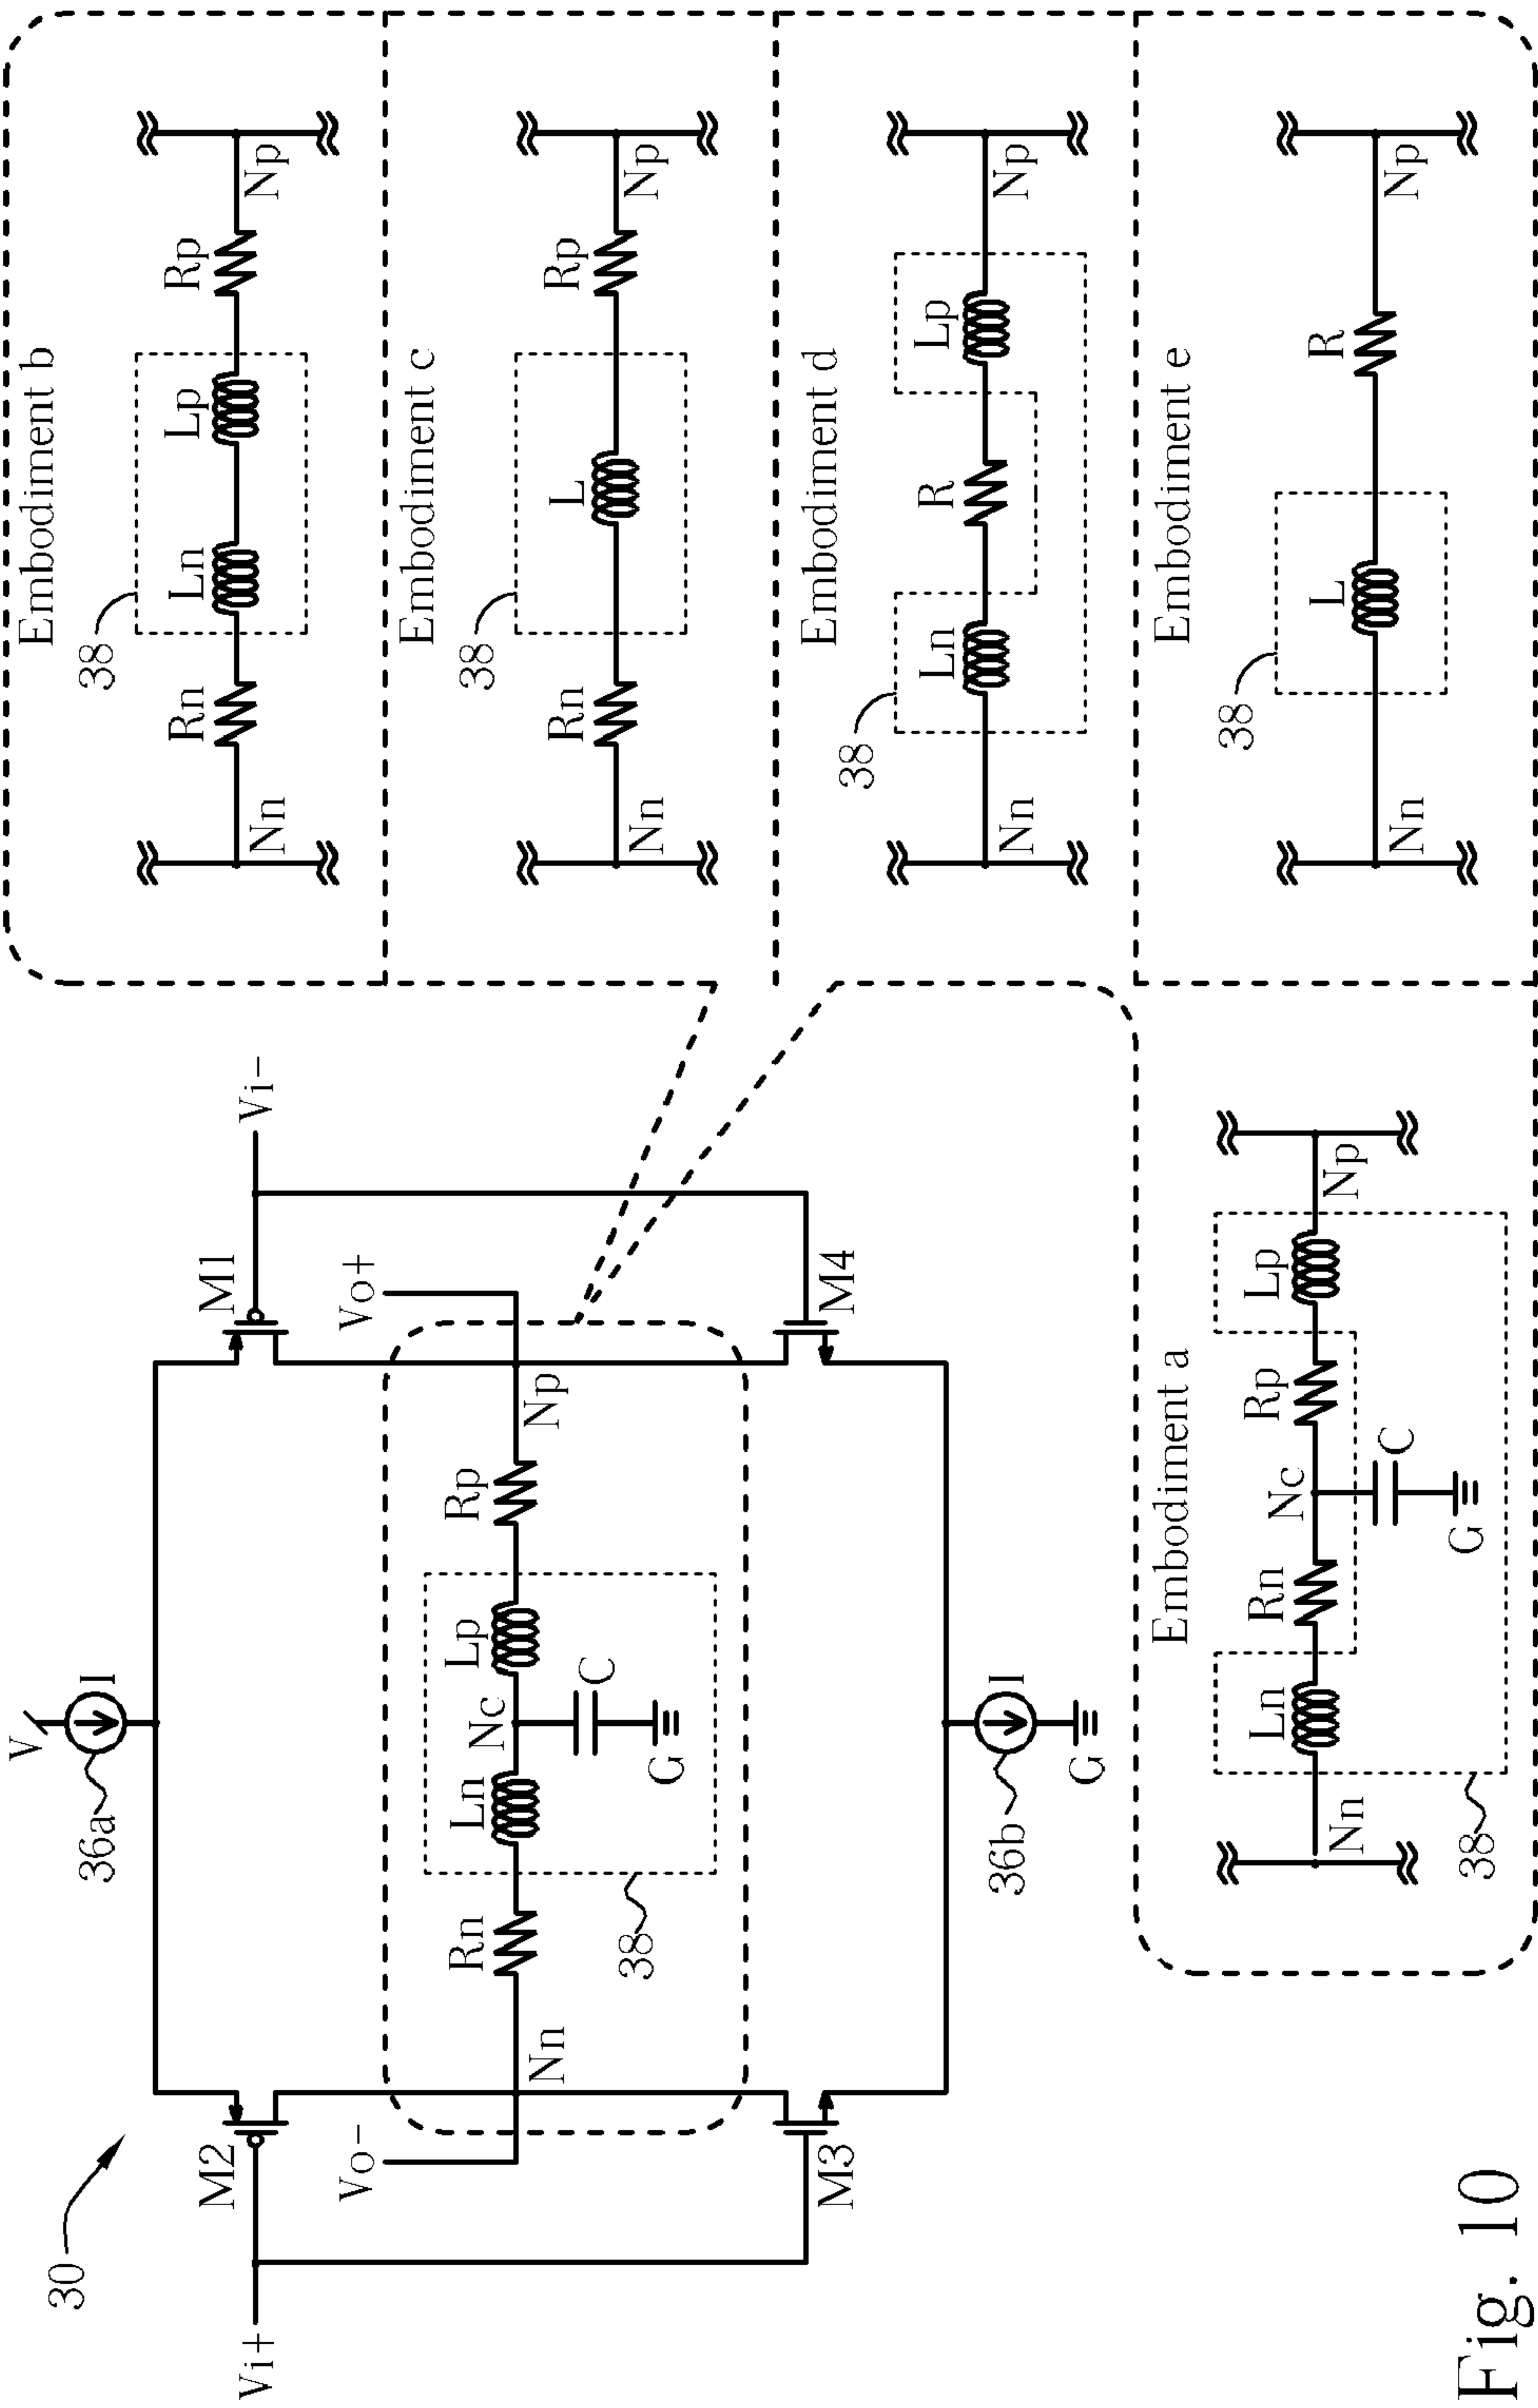 30
V
36a
I
M2
M1
Vi+
Vi−
Vo−
Vo+
Rn
Ln
Nc
Lp
Rp
Nn
Np
C
G
38
M3
M4
36b
I
G
Embodiment a
Ln
Rn
Nc
Rp
Lp
Nn
Np
C
G
38
Embodiment b
38
Rn
Ln
Lp
Rp
Nn
Np
Embodiment c
38
Rn
L
Rp
Nn
Np
Embodiment d
38
Ln
R
Lp
Nn
Np
Embodiment e
38
L
R
Nn
Np
Fig. 10